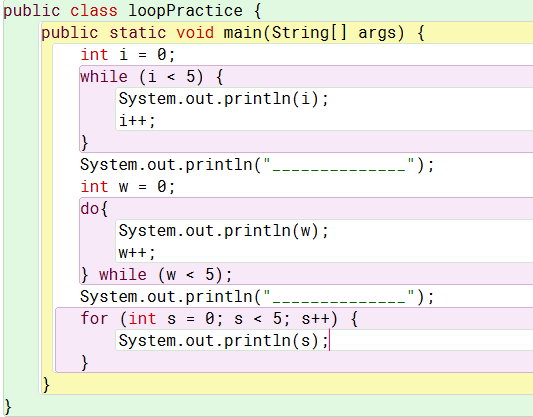 public class loopPractice {
    public static void main(String[] args) {
        int i = 0;
        while (i < 5) {
            System.out.println(i);
            i++;
        }
        System.out.println("______________");
        int w = 0;
        do{
            System.out.println(w);
            w++;
        } while (w < 5);
        System.out.println("______________");
        for (int s = 0; s < 5; s++) {
            System.out.println(s);
        }
    }
}